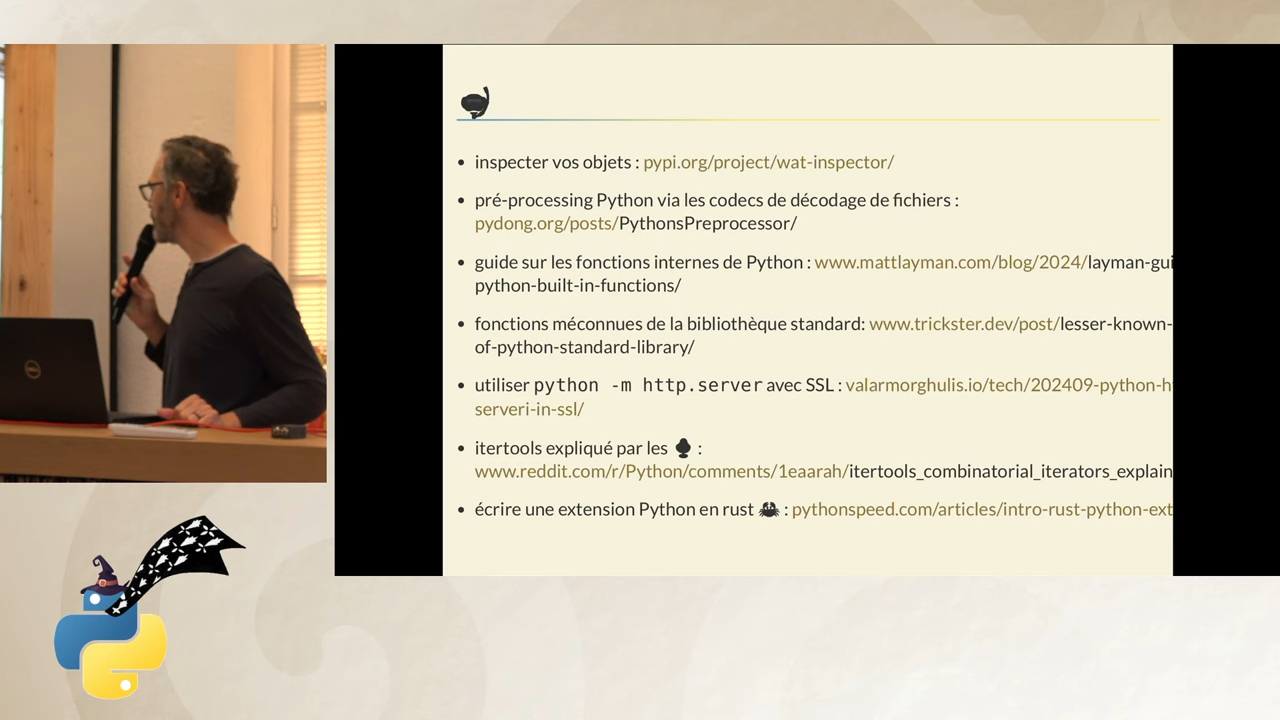 inspecter vos objets : pypi.org/project/wat-inspector/
pré-processing Python via les codecs de décodage de fichiers :
pydong.org/posts/PythonsPreprocessor/
guide sur les fonctions internes de Python : www.mattlayman.com/blog/2024/layman-gui
python-built-in-functions/
fonctions méconnues de la bibliothèque standard: www.trickster.dev/post/lesser-known-
of-python-standard-library/
utiliser python -m http.server avec SSL : valarmorghulis.io/tech/202409-python-h
serveri-in-ssl/
itertools expliqué par les :
www.reddit.com/r/Python/comments/1eaarah/itertools_combinatorial_iterators_explain
écrire une extension Python en rust : pythonspeed.com/articles/intro-rust-python-ext